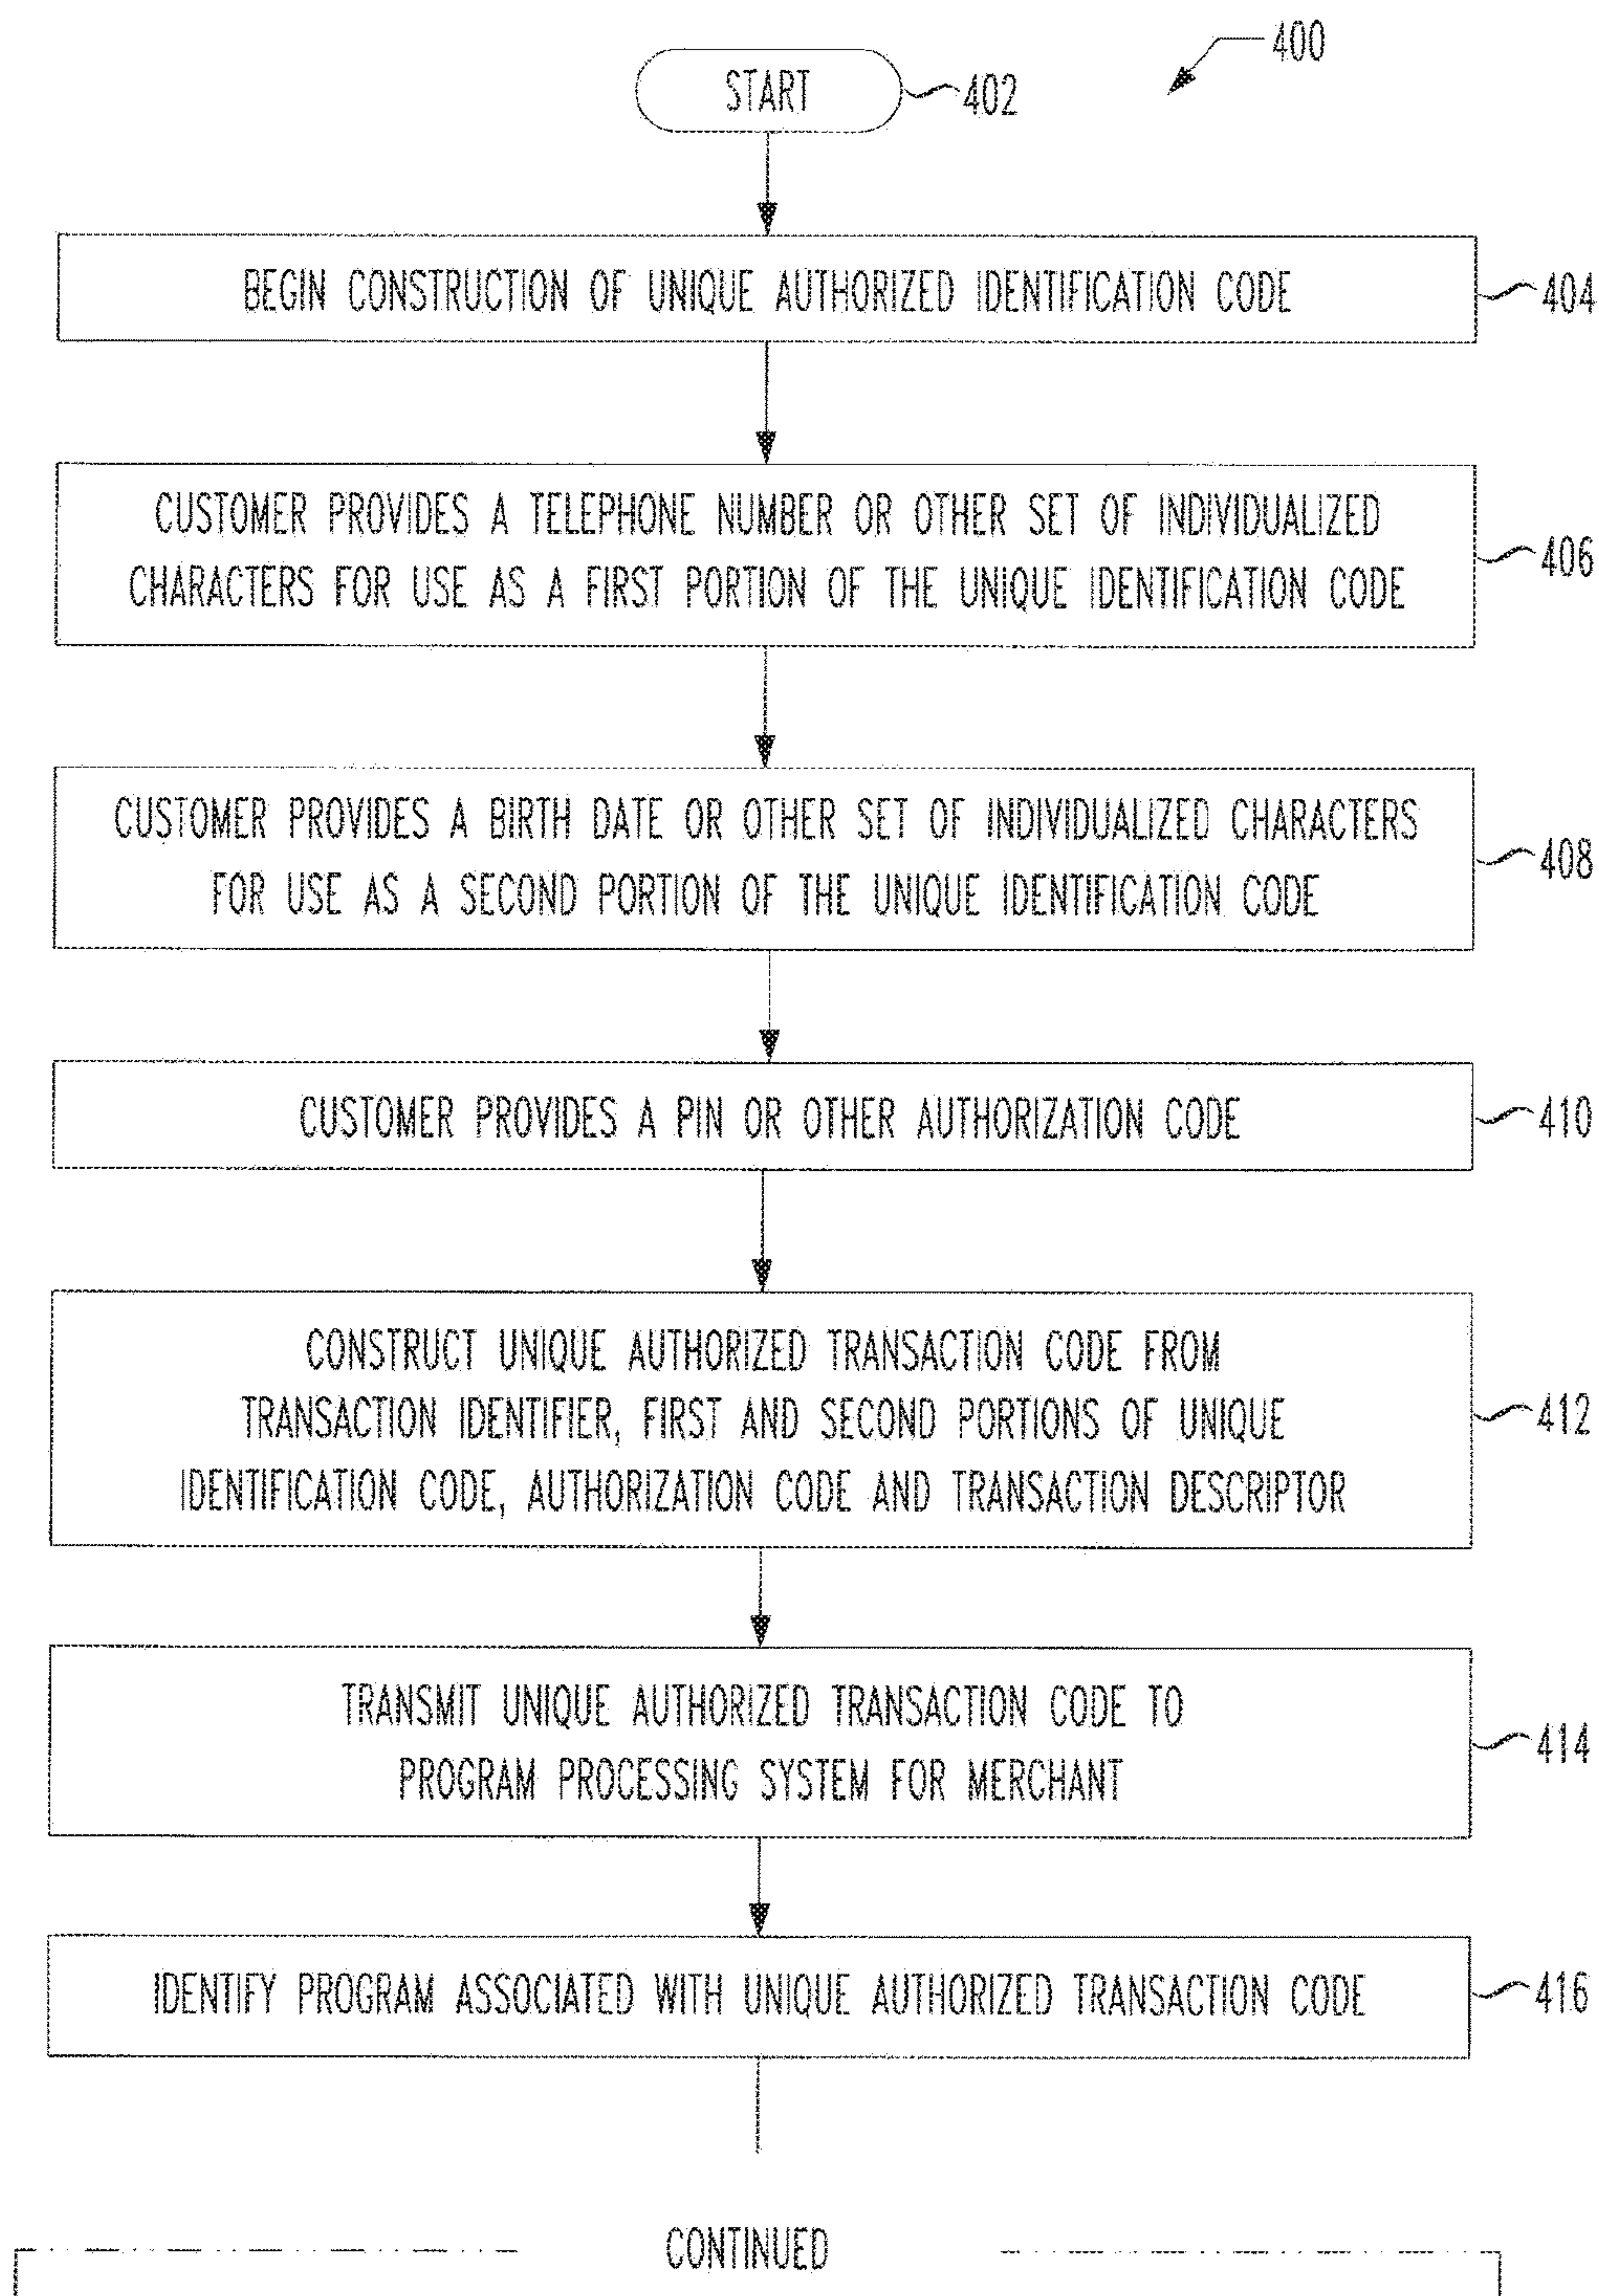 400
START
402
BEGIN CONSTRUCTION OF UNIQUE AUTHORIZED IDENTIFICATION CODE
404
CUSTOMER PROVIDES A TELEPHONE NUMBER OR OTHER SET OF INDIVIDUALIZED
CHARACTERS FOR USE AS A FIRST PORTION OF THE UNIQUE IDENTIFICATION CODE
406
CUSTOMER PROVIDES A BIRTH DATE OR OTHER SET OF INDIVIDUALIZED CHARACTERS
FOR USE AS A SECOND PORTION OF THE UNIQUE IDENTIFICATION CODE
408
CUSTOMER PROVIDES A PIN OR OTHER AUTHORIZATION CODE
410
CONSTRUCT UNIQUE AUTHORIZED TRANSACTION CODE FROM
TRANSACTION IDENTIFIER, FIRST AND SECOND PORTIONS OF UNIQUE
IDENTIFICATION CODE, AUTHORIZATION CODE AND TRANSACTION DESCRIPTOR
412
TRANSMIT UNIQUE AUTHORIZED TRANSACTION CODE TO
PROGRAM PROCESSING SYSTEM FOR MERCHANT
414
IDENTIFY PROGRAM ASSOCIATED WITH UNIQUE AUTHORIZED TRANSACTION CODE
416
CONTINUED